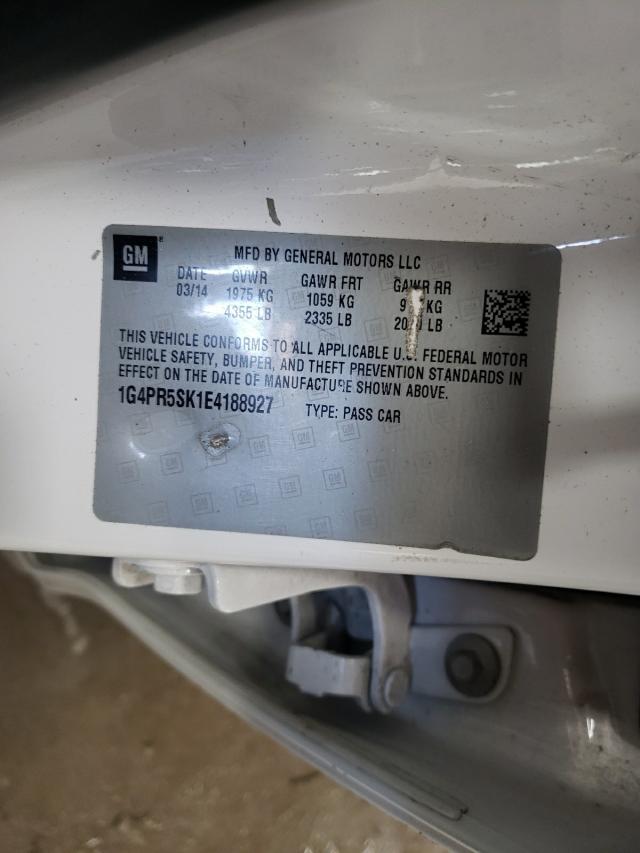 GM
MFD BY GENERAL MOTORS LLC
DATE GVWR GAWR FRT GAWR RR
03/14 1975 KG 1059 KG KG
4355 LB 2335 LB LB
THIS VEHICLE CONFORMS TO ALL APPLICABLE U.S. FEDERAL MOTOR
VEHICLE SAFETY, BUMPER, AND THEFT PREVENTION STANDARDS IN
EFFECT ON THE DATE OF MANUFACTURE SHOWN ABOVE.
1G4PR5SK1E4188927 TYPE: PASS CAR